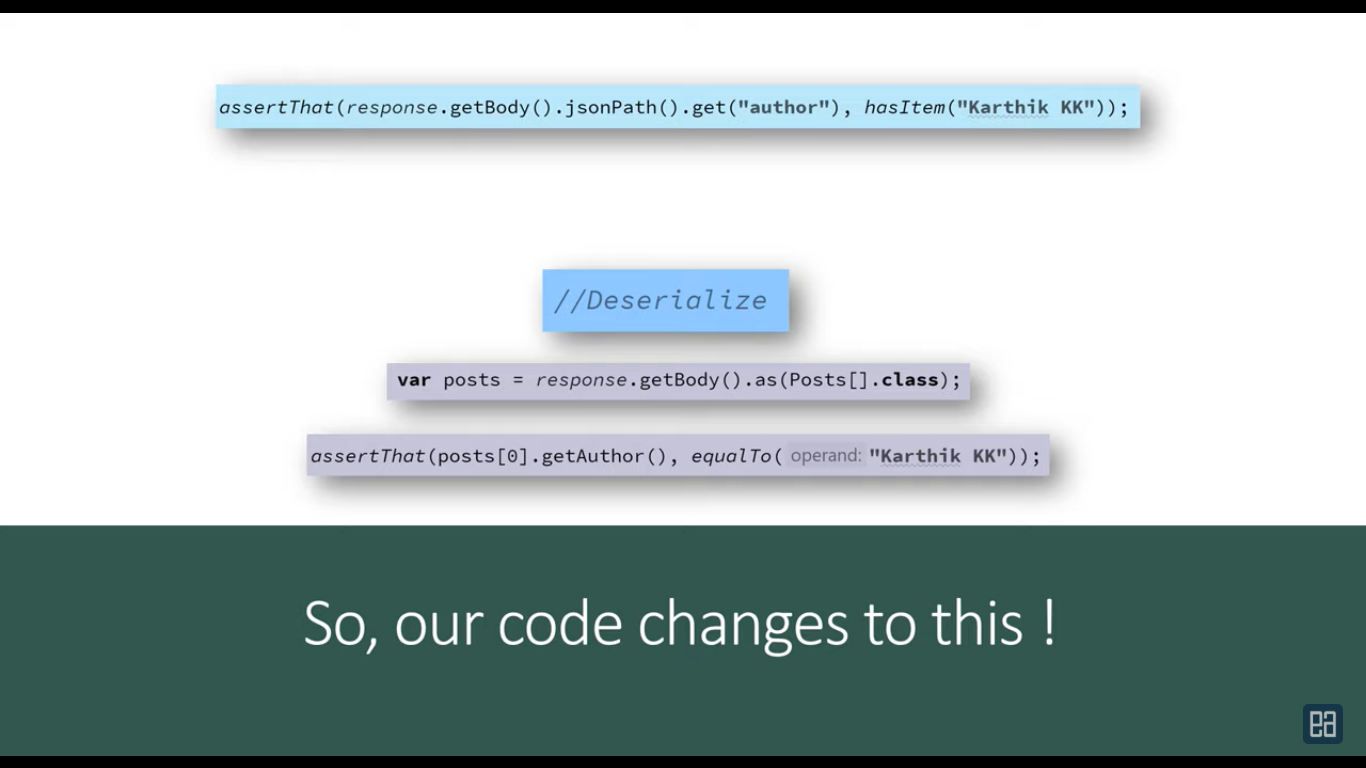 assertThat(response.getBody().jsonPath().get("author"), hasItem("Karthik KK"));
//Deserialize
var posts = response.getBody().as(Posts[].class);
assertThat(posts[0].getAuthor(), equalTo( operand: "Karthik KK"));
So, our code changes to this !
ea